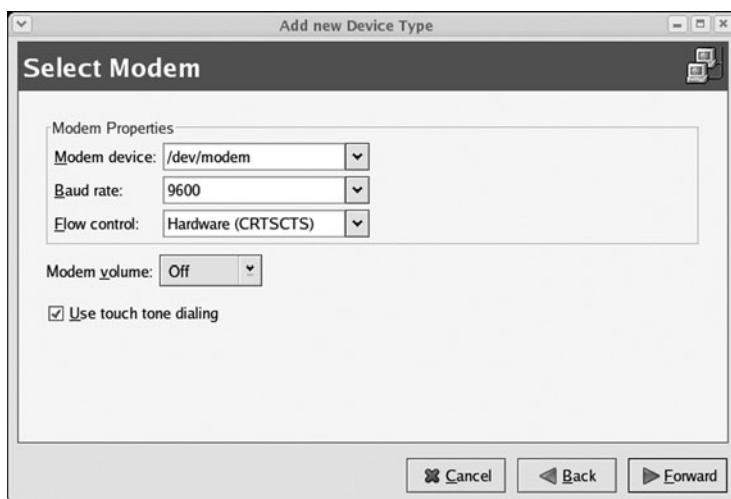 Add new Device Type
Select Modem
Modem Properties
Modem device: /dev/modem
Baud rate: 9600
Flow control: Hardware (CRTSCTS)
Modem volume: Off
Use touch tone dialing
Cancel Back Forward